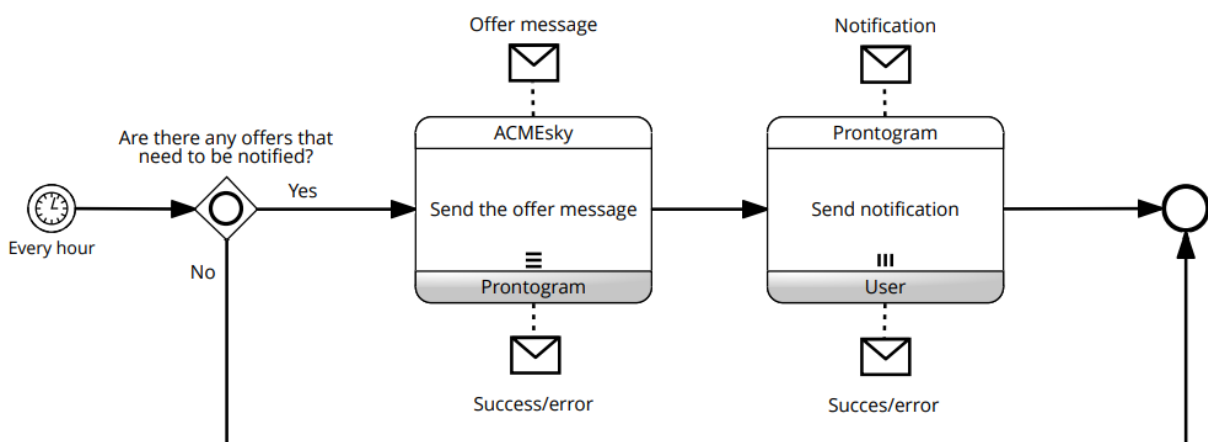 Offer message
Notification
ACMEsky
Prontogram
Are there any offers that
need to be notified?
Yes
Send the offer message
Send notification
Every hour
No
Prontogram
User
Success/error
Succes/error